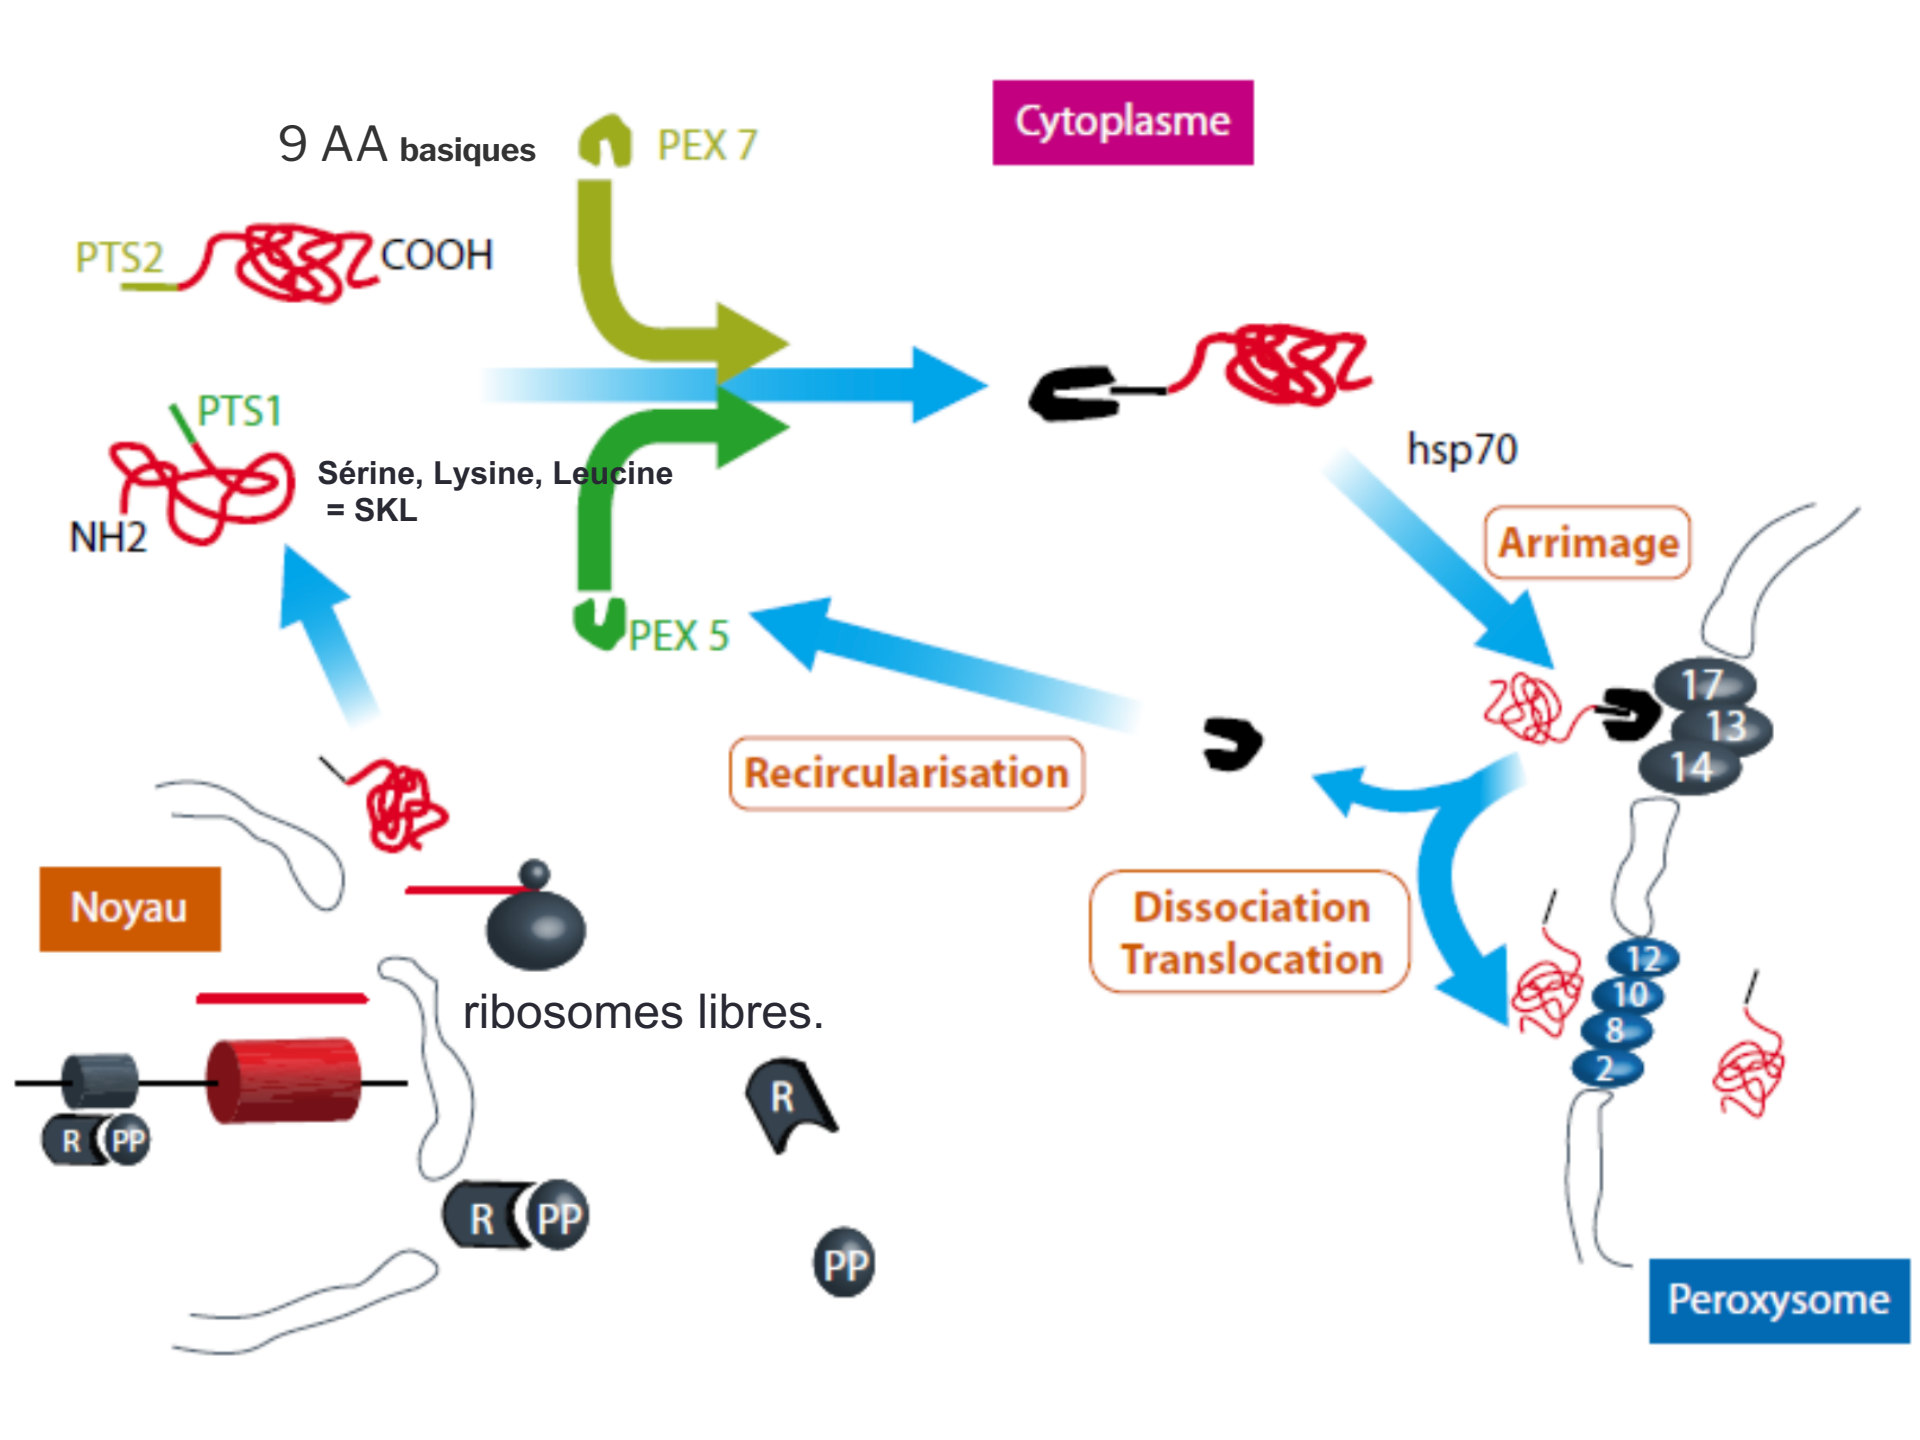 Cytoplasme
9 AA basiques
PEX 7
PTS2
COOH
PTS1
NH2
Sérine, Lysine, Leucine
= SKL
PEX 5
hsp70
Arrimage
17
13
14
Recircularisation
Dissociation
Translocation
12
10
8
2
Noyau
ribosomes libres.
R
PP
R
R
PP
PP
Peroxysome